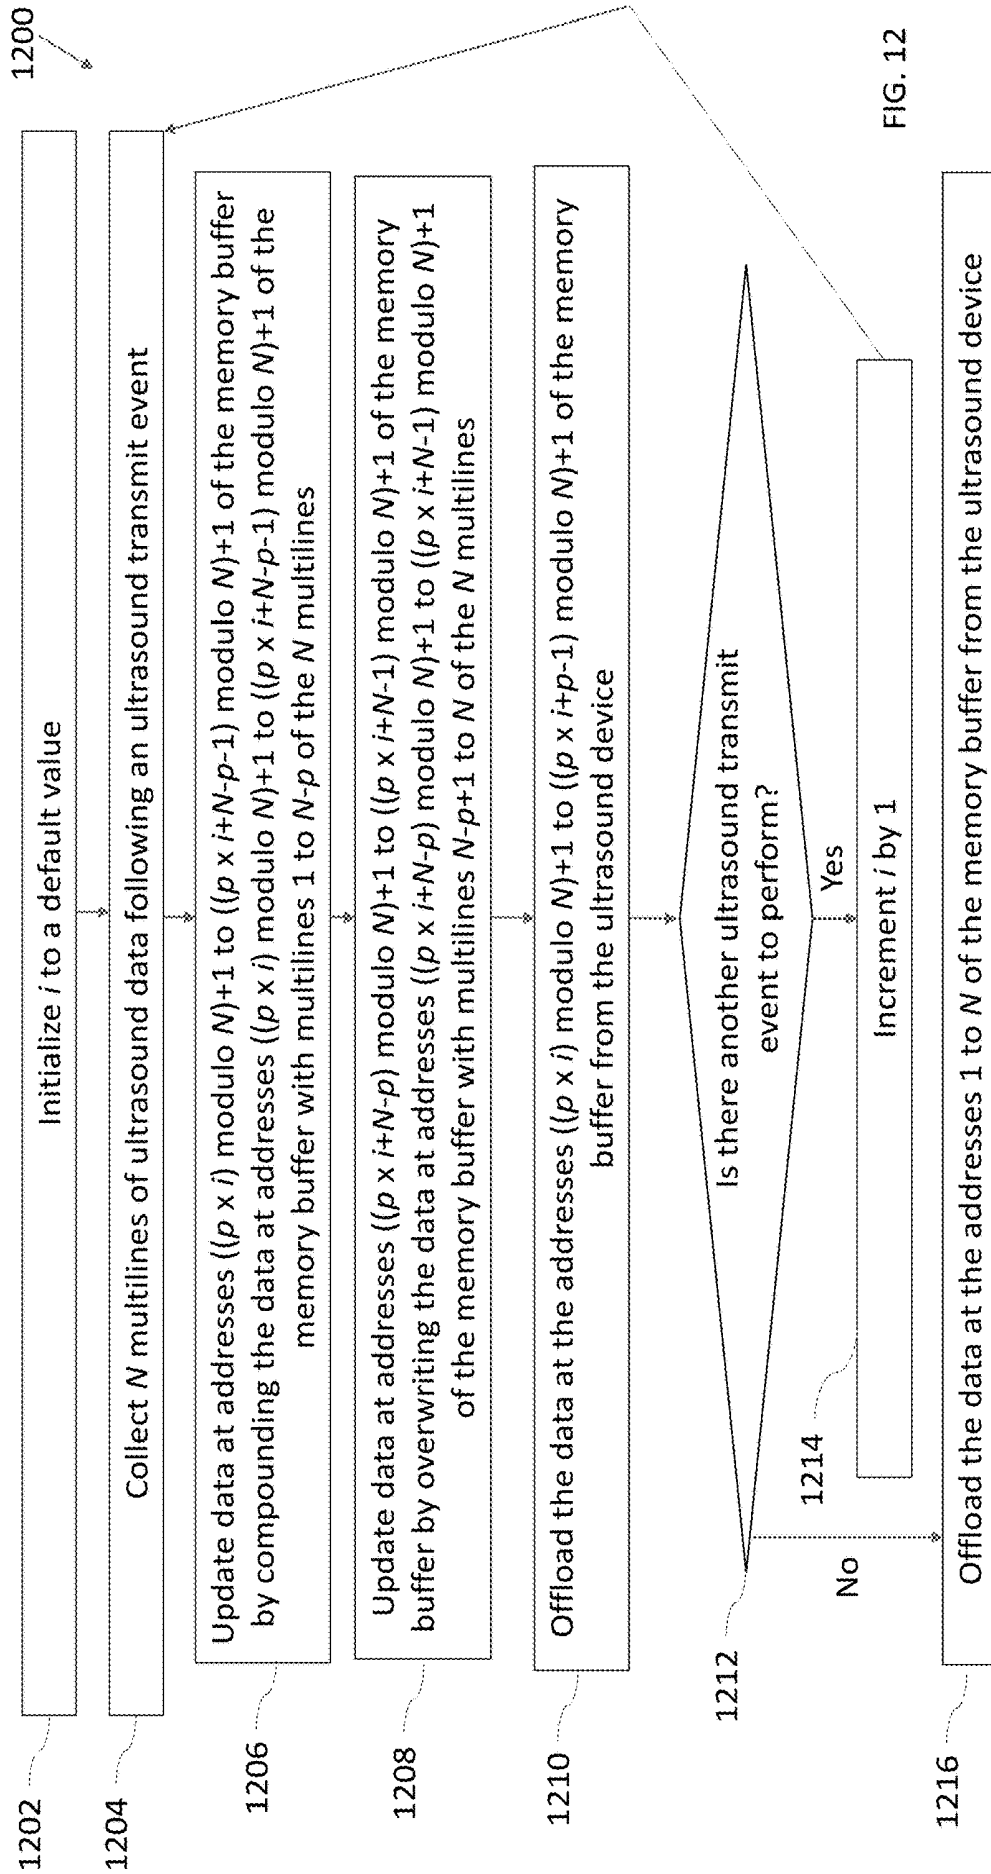 1200
1202
Initialize i to a default value
1204
Collect N multilines of ultrasound data following an ultrasound transmit event
1206
Update data at addresses ((p x i) modulo N)+1 to ((p x i+N-p-1) modulo N)+1 of the memory buffer
by compounding the data at addresses ((p x i) modulo N)+1 to ((p x i+N-p-1) modulo N)+1 of the
memory buffer with multilines 1 to N-p of the N multilines
1208
Update data at addresses ((p x i+N-p) modulo N)+1 to ((p x i+N-1) modulo N)+1 of the memory
buffer by overwriting the data at addresses ((p x i+N-p) modulo N)+1 to ((p x i+N-1) modulo N)+1
of the memory buffer with multilines N-p+1 to N of the N multilines
1210
Offload the data at the addresses ((p x i) modulo N)+1 to ((p x i+p-1) modulo N)+1 of the memory
buffer from the ultrasound device
1212
Is there another ultrasound transmit
event to perform?
No
Yes
1214
Increment i by 1
1216
Offload the data at the addresses 1 to N of the memory buffer from the ultrasound device
FIG. 12